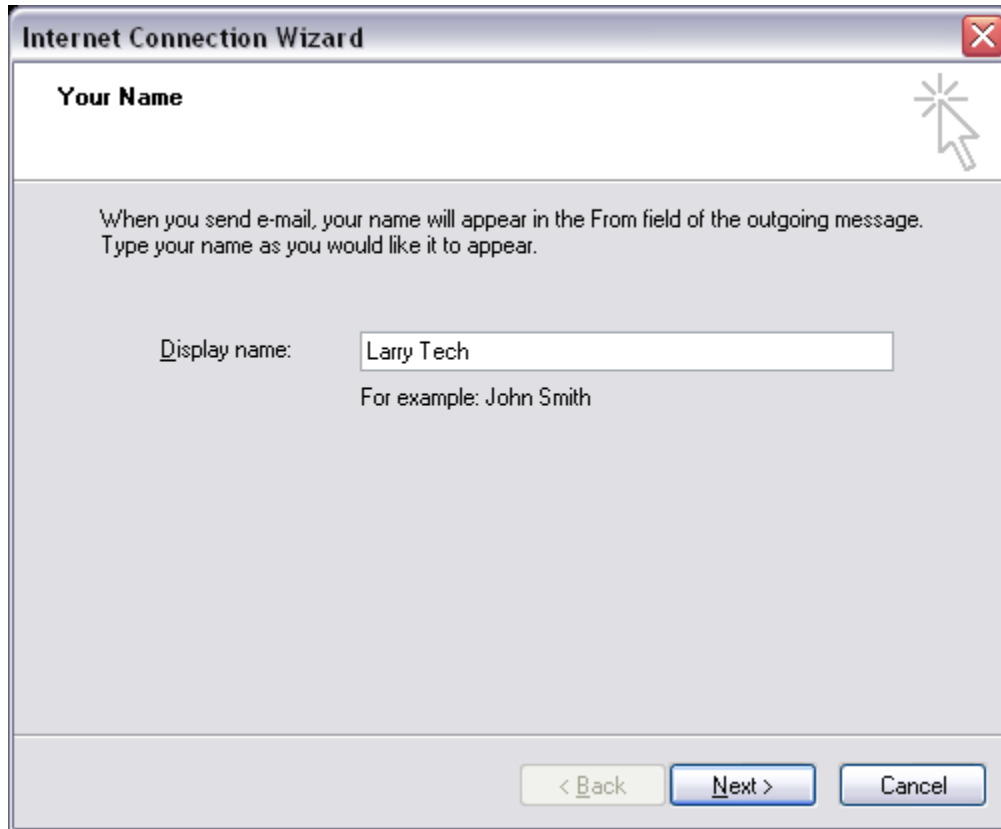 Internet Connection Wizard
Your Name
When you send e-mail, your name will appear in the From field of the outgoing message.
Type your name as you would like it to appear.
Display name: Larry Tech
For example: John Smith
< Back Next > Cancel